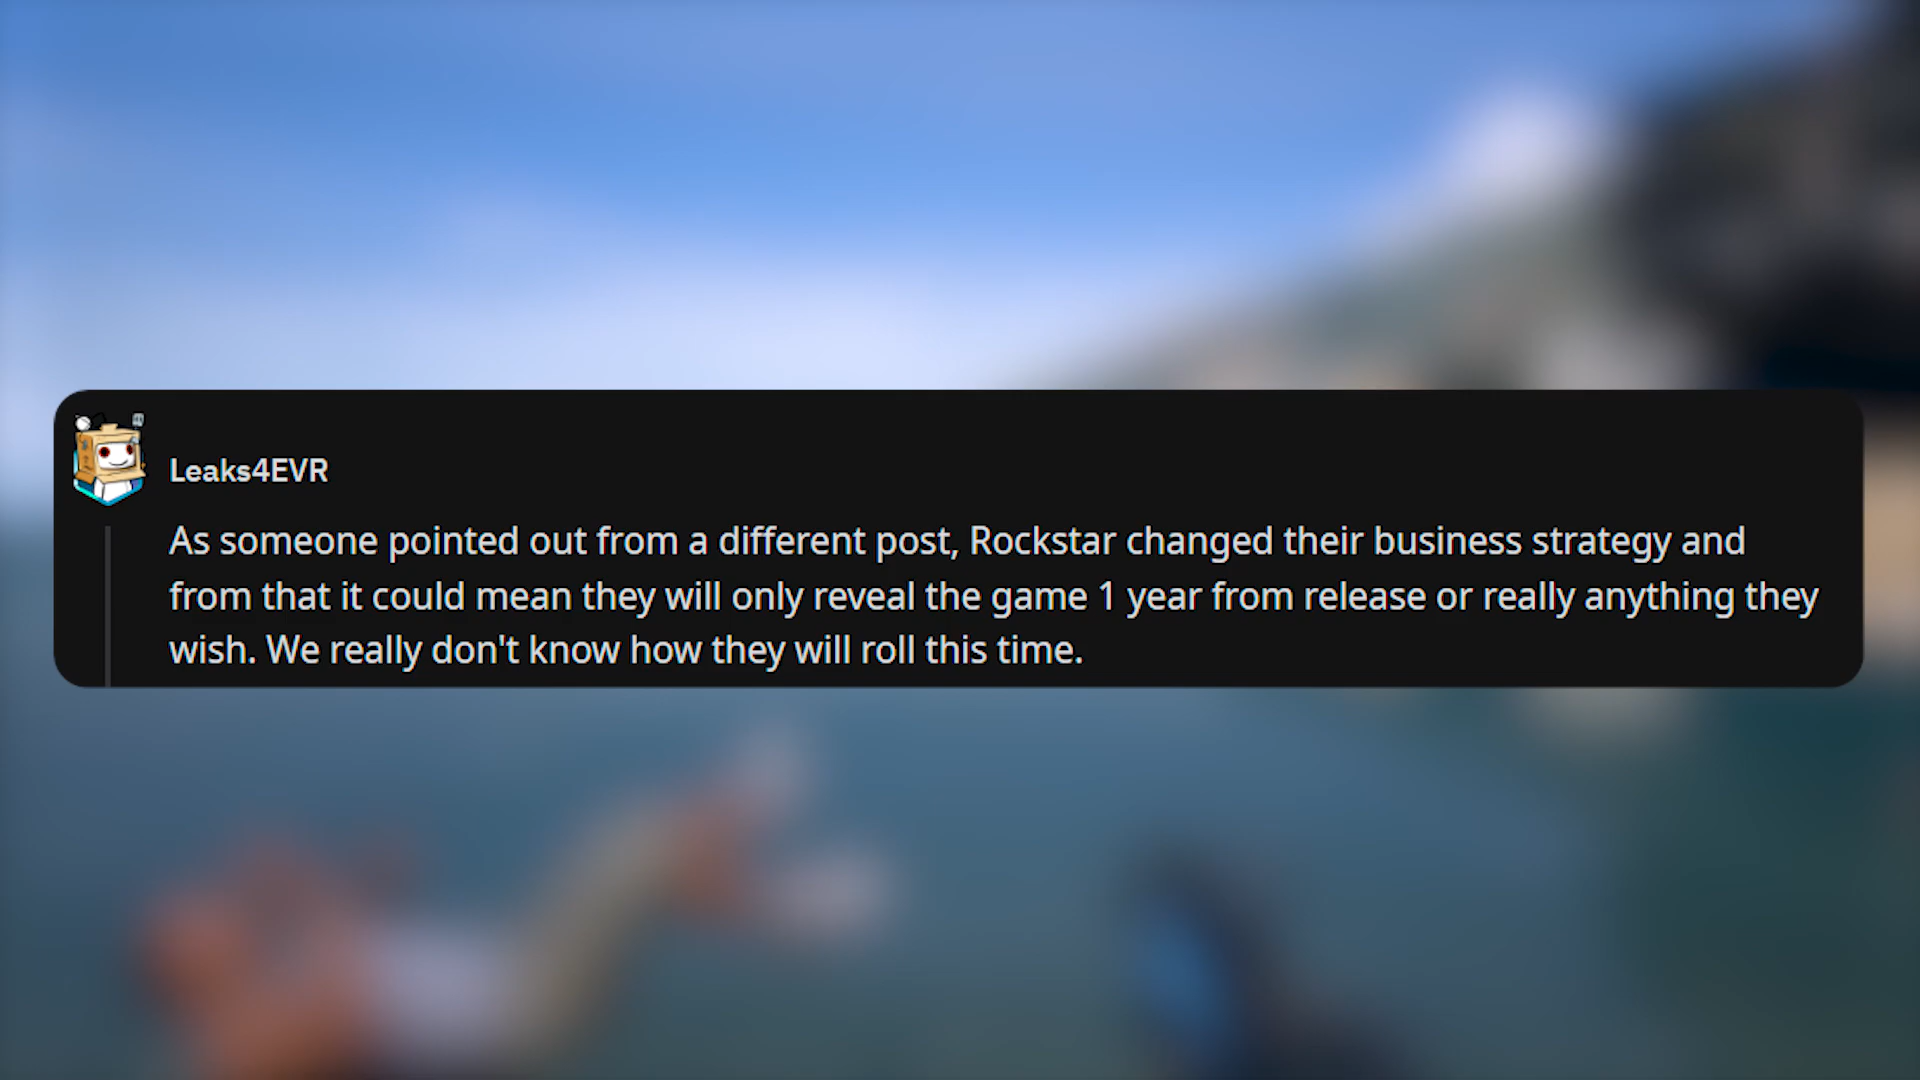 Leaks4EVR
As someone pointed out from a different post, Rockstar changed their business strategy and
from that it could mean they will only reveal the game 1 year from release or really anything they
wish. We really don't know how they will roll this time.